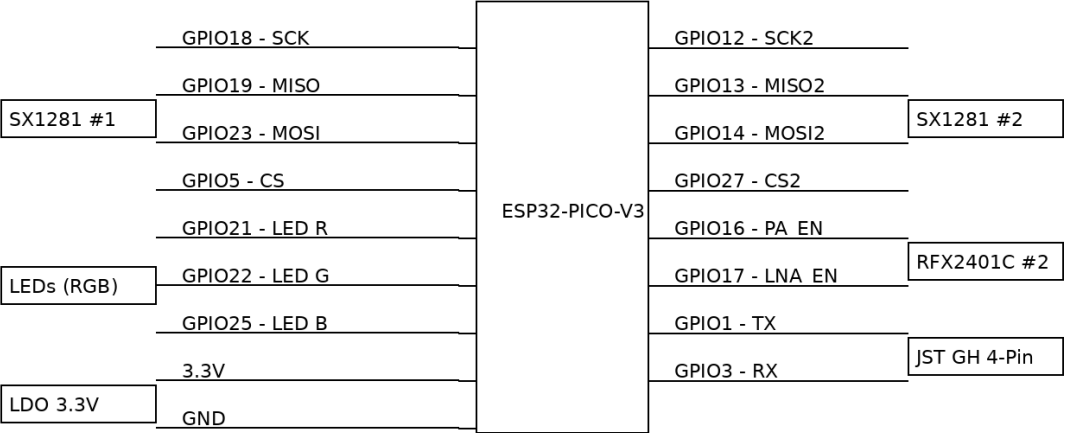 GPIO18 - SCK
GPIO19 - MISO
SX1281 #1
GPIO23 - MOSI
GPIO5 - CS
GPIO21 - LED R
GPIO22 - LED G
LEDs (RGB)
GPIO25 - LED B
3.3V
LDO 3.3V
GND
ESP32-PICO-V3
GPIO12 - SCK2
GPIO13 - MISO2
SX1281 #2
GPIO14 - MOSI2
GPIO27 - CS2
GPIO16 - PA_EN
RFX2401C #2
GPIO17 - LNA_EN
GPIO1 - TX
JST GH 4-Pin
GPIO3 - RX